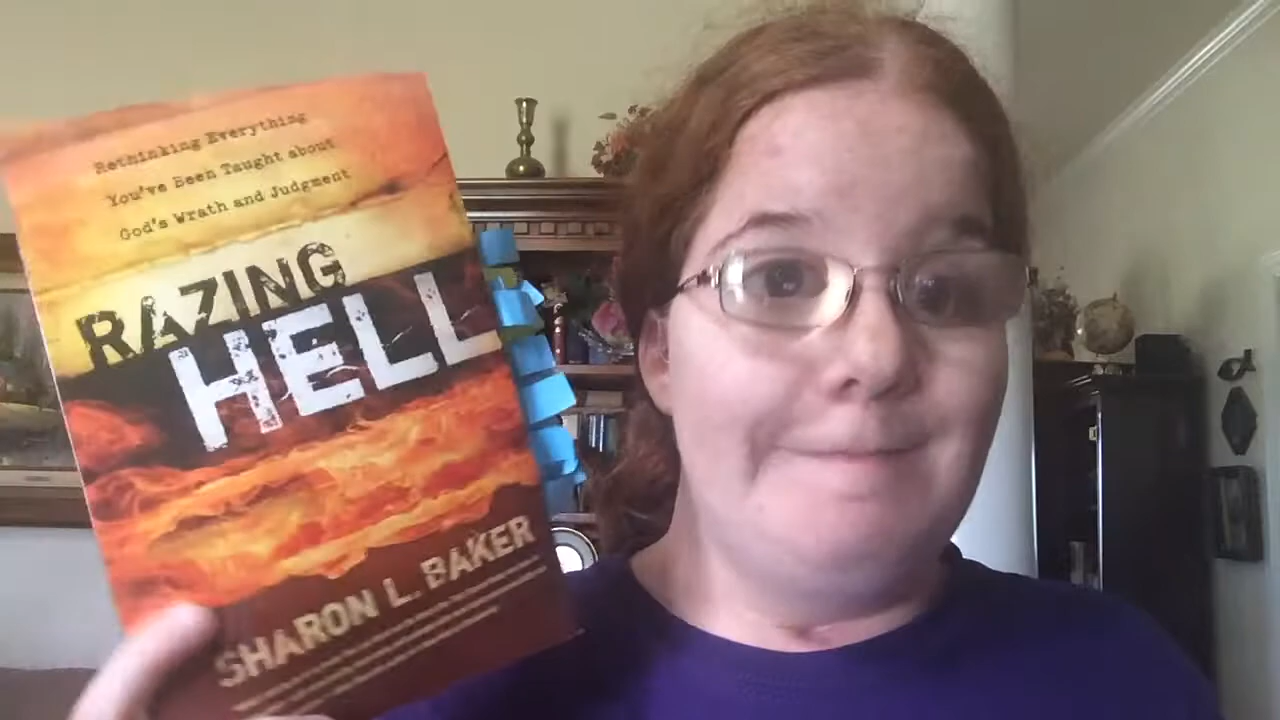 Rethinking Everything
You've Been Taught about
God's Wrath and Judgment
RAZING
HELL
SHARON L. BAKER